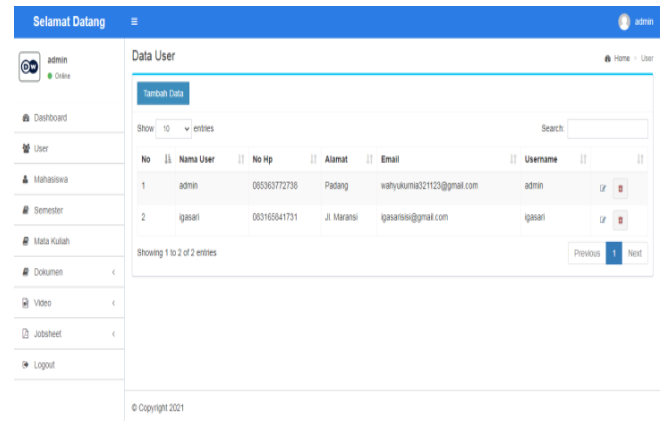 Selamat Datang
admin
DW
admin
Online
Data User
Home > User
Dashboard
User
Mahasiswa
Semester
Mata Kuliah
Dokumen
Video
Jobsheet
Logout
Tambah Data
Show 10 entries
Search:
No Nama User No Hp Alamat Email Username
1 admin 085363772738 Padang wahyukurnia321123@gmail.com admin
2 igasari 083165841731 Jl. Maransi igasarisisi@gmail.com igasari
Showing 1 to 2 of 2 entries
Previous 1 Next
© Copyright 2021